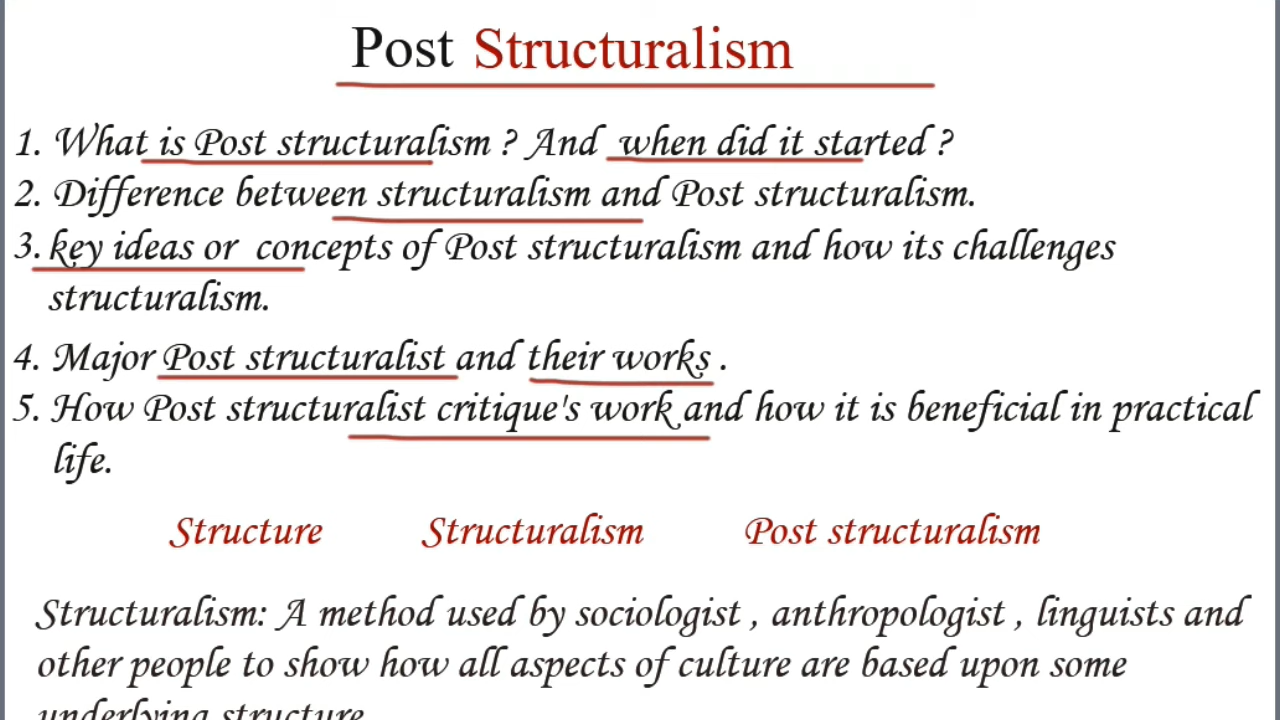 Post Structuralism
1. What is Post structuralism ? And when did it started ?
2. Difference between structuralism and Post structuralism.
3. key ideas or concepts of Post structuralism and how its challenges
structuralism.
4. Major Post structuralist and their works .
5. How Post structuralist critique's work and how it is beneficial in practical
life.
Structure Structuralism Post structuralism
Structuralism: A method used by sociologist , anthropologist , linguists and
other people to show how all aspects of culture are based upon some
underlying structure